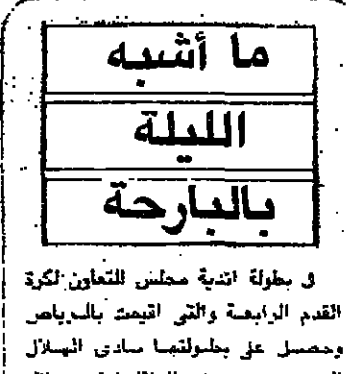 ما أشبه
الليلة
بالبارحة
في بطولة اندية مجلس التعاون لكرة
القدم الرابعة والتي اقيمت بالرياض
وحصل على بطولتها نادي الهلال